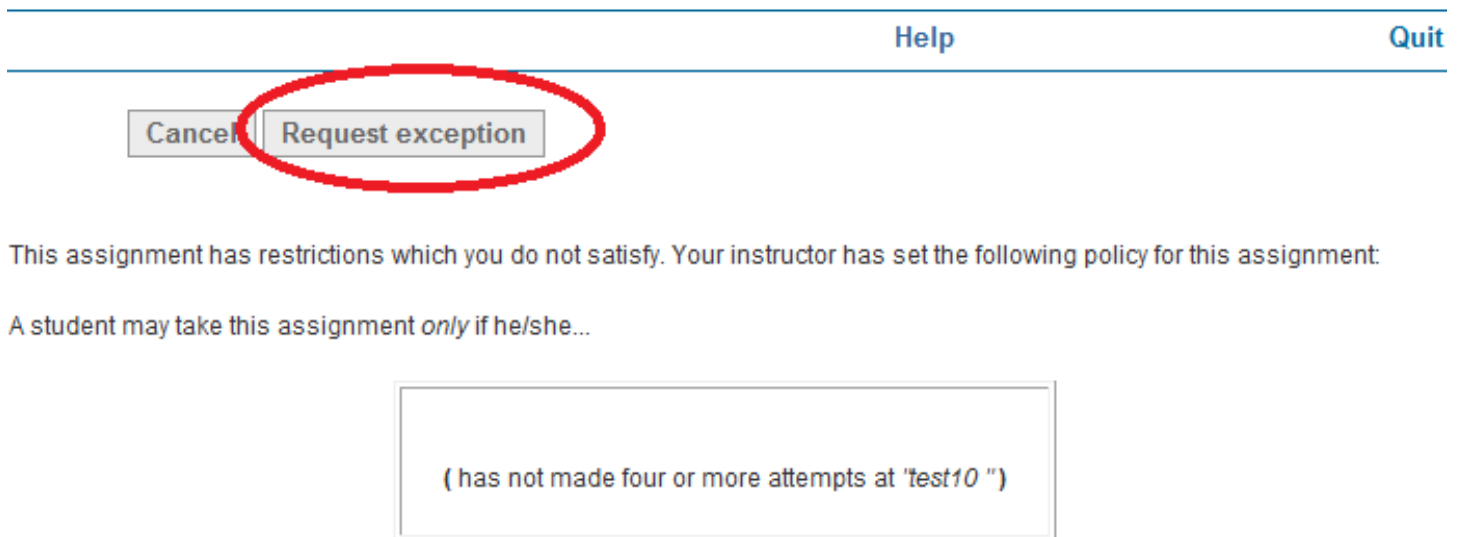 Help Quit
Cancel Request exception
This assignment has restrictions which you do not satisfy. Your instructor has set the following policy for this assignment:
A student may take this assignment only if he/she...
( has not made four or more attempts at "test10 " )